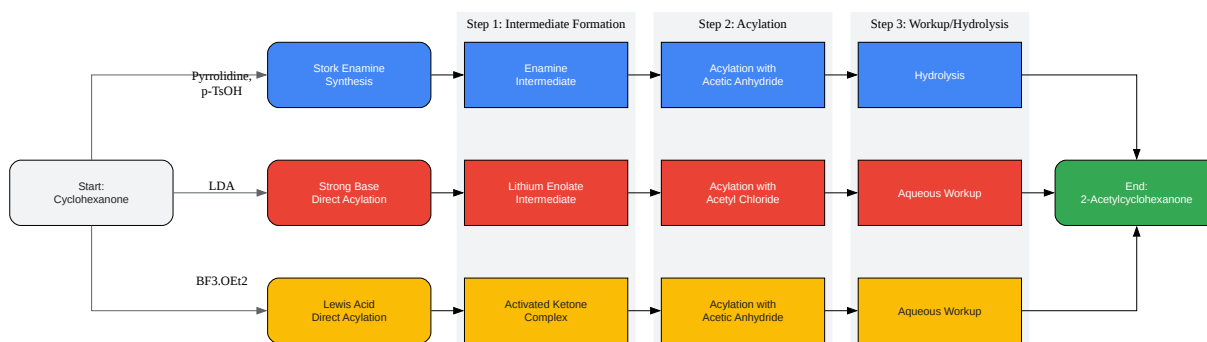 Step 1: Intermediate Formation
Step 2: Acylation
Step 3: Workup/Hydrolysis
Pyrrolidine,
p-TsOH
Stork Enamine
Synthesis
Enamine
Intermediate
Acylation with
Acetic Anhydride
Hydrolysis
Start:
Cyclohexanone
LDA
Strong Base
Direct Acylation
Lithium Enolate
Intermediate
Acylation with
Acetyl Chloride
Aqueous Workup
End:
2-Acetylcyclohexanone
BF3.OEt2
Lewis Acid
Direct Acylation
Activated Ketone
Complex
Acylation with
Acetic Anhydride
Aqueous Workup